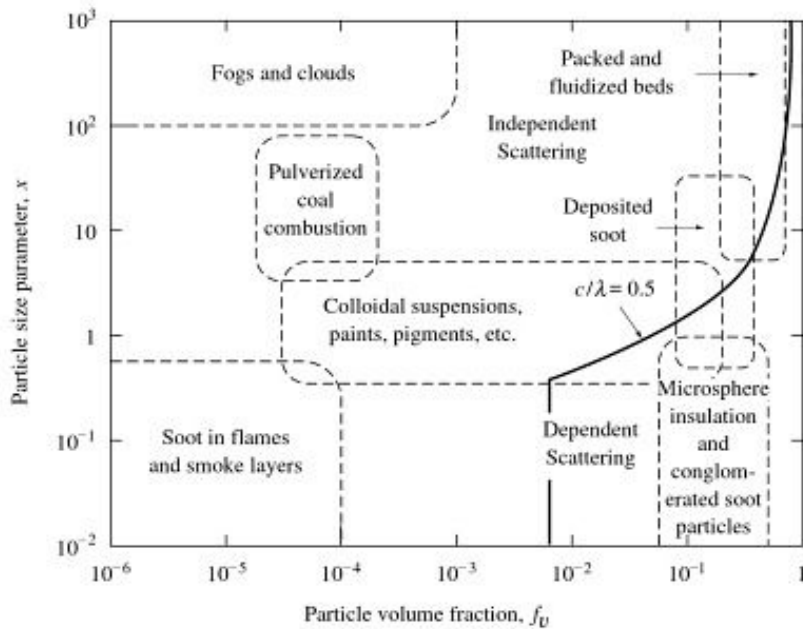 10³
10²
10
1
10⁻¹
10⁻²
Particle size parameter, x
Fogs and clouds
Packed and
fluidized beds
Independent
Scattering
Pulverized
coal
combustion
Deposited
soot
c/λ = 0.5
Colloidal suspensions,
paints, pigments, etc.
Microsphere
insulation
and
conglom-
erated soot
particles
Dependent
Scattering
Soot in flames
and smoke layers
10⁻⁶
10⁻⁵
10⁻⁴
10⁻³
10⁻²
10⁻¹
1
Particle volume fraction, fᵥ